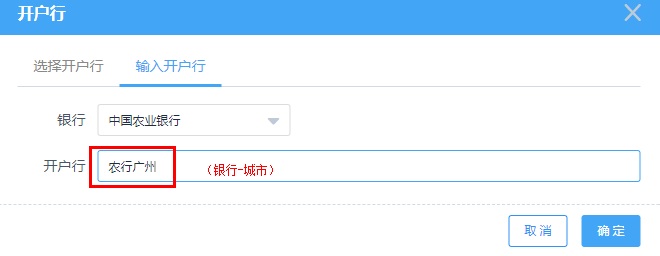 开户行
选择开户行 输入开户行
银行 中国农业银行
开户行 农行广州 （银行-城市）
取消 确定